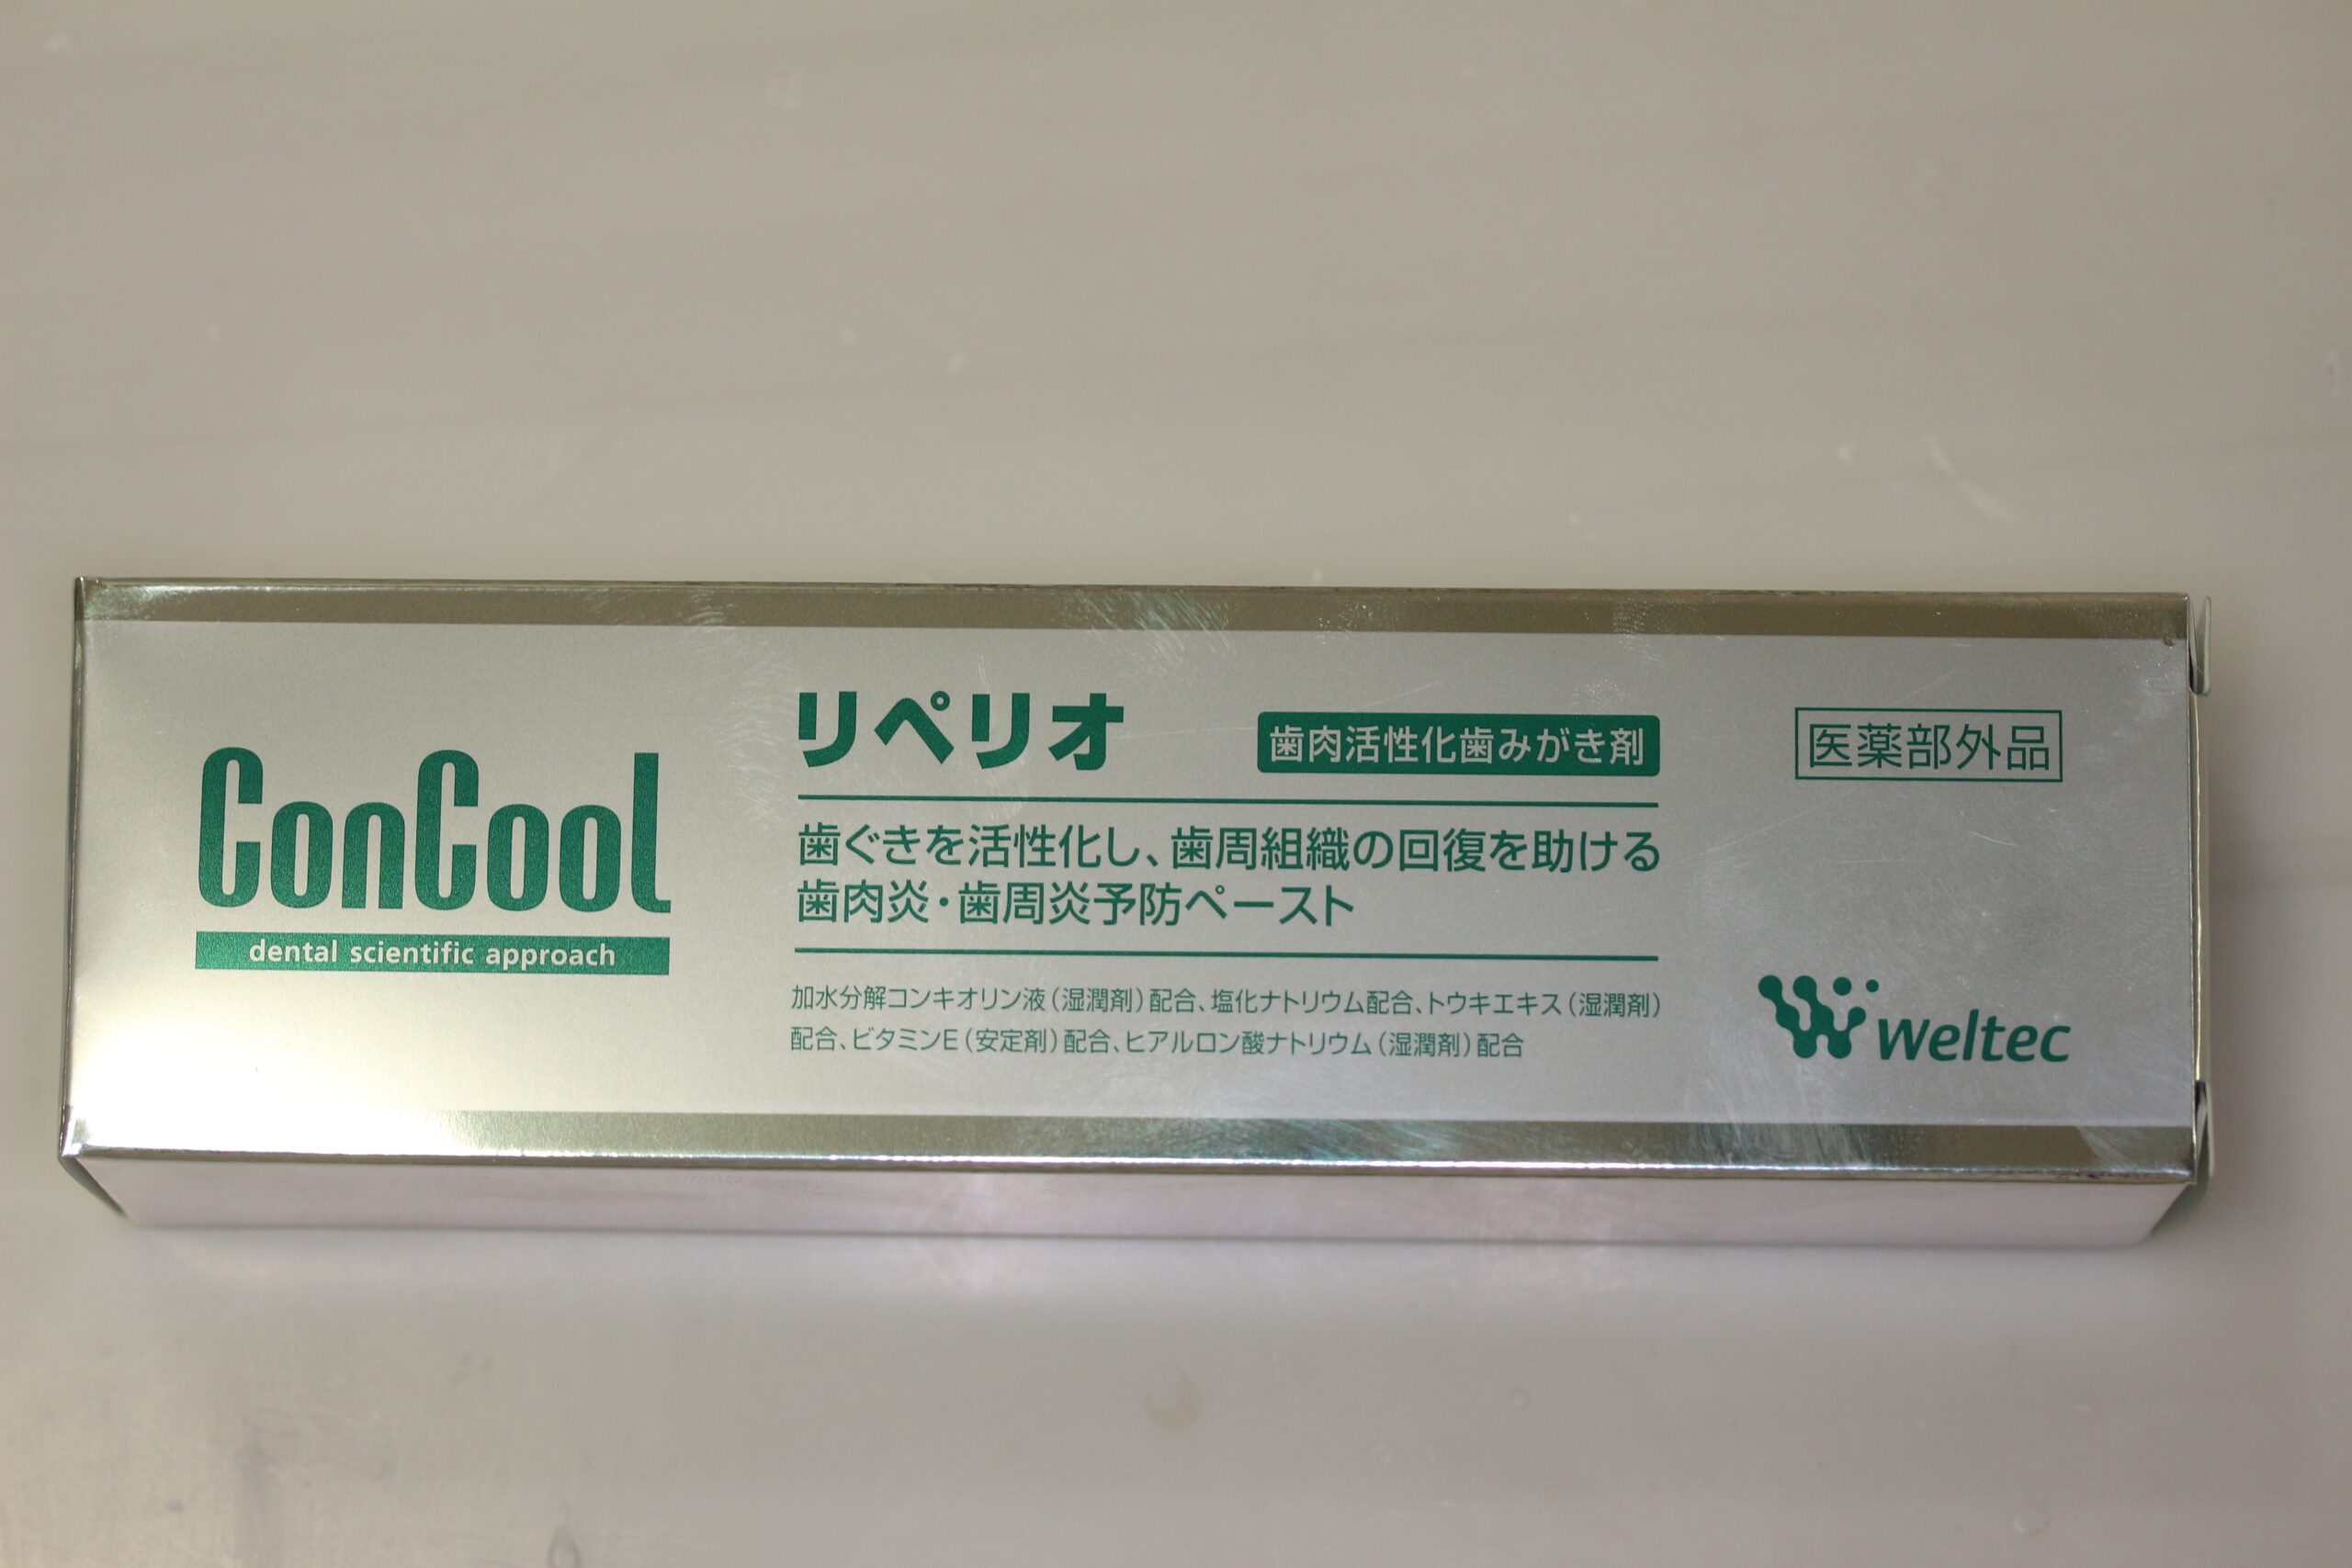 ConCool
dental scientific approach
リペリオ
歯肉活性化歯みがき剤
医薬部外品
歯ぐきを活性化し、歯周組織の回復を助ける
歯肉炎・歯周炎予防ペースト
加水分解コンキオリン液（湿潤剤）配合、塩化ナトリウム配合、トウキエキス（湿潤剤）
配合、ビタミンE（安定剤）配合、ヒアルロン酸ナトリウム（湿潤剤）配合
weltec